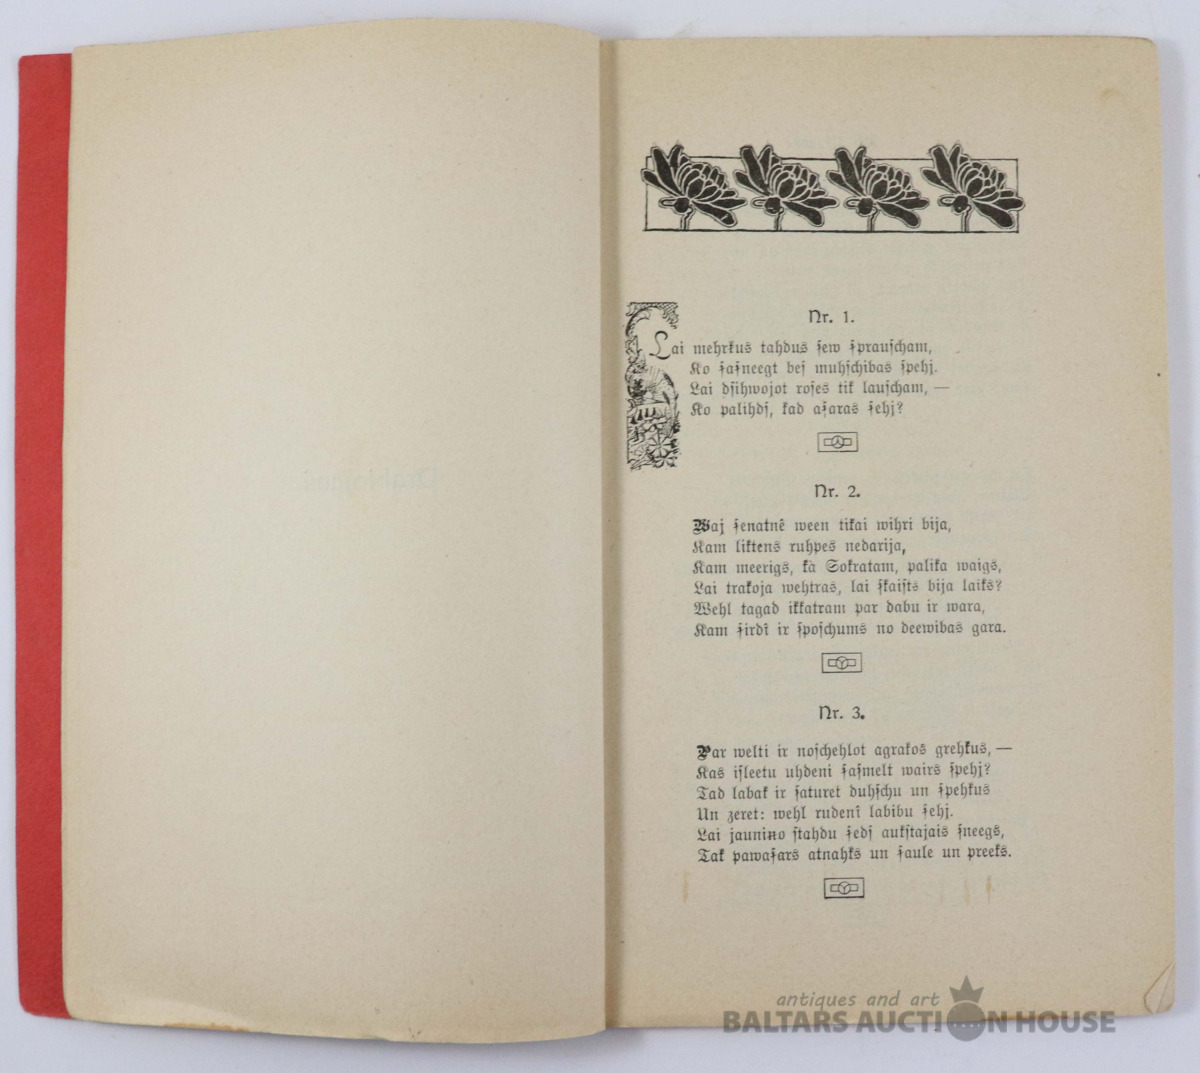 Nr. 1.
Lai mehrkus tahdus sew sprauscham,
Ko sasneegt bes muhschibas spehj.
Lai dsihwojot roses tik lauscham, —
Ko palihds, kad asaras sehj?
Nr. 2.
Waj senatnê ween tikai wihri bija,
Kam liktens ruhpes nedarija,
Kam meerigs, kà Sokratam, palika waigs,
Lai trakoja wehtras, lai skaists bija laiks?
Wehl tagad ikkatram par dabu ir wara,
Kam sirdî ir sposchums no deewibas gara.
Nr. 3.
Par welti ir noschehlot agrakos grehkus, —
Kas isleetu uhdeni sasmelt wairs spehj?
Tad labak ir saturet duhschu un spehkus
Un zeret: wehl rudenî labibu sehj.
Lai jaunino stahdu seds aukstajais sneegs,
Tak pawasars atnahks un saule un preeks.
antiques and art
BALTARS AUCTION HOUSE